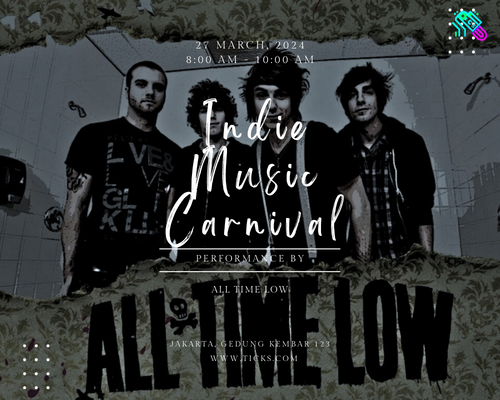 27 MARCH, 2024
8:00 AM - 10:00 AM
Indie
Music
Carnival
PERFORMANCE BY
ALL TIME LOW
ALL TIME LOW
JAKARTA, GEDUNG KEMBAR 123
WWW.TICKS.COM